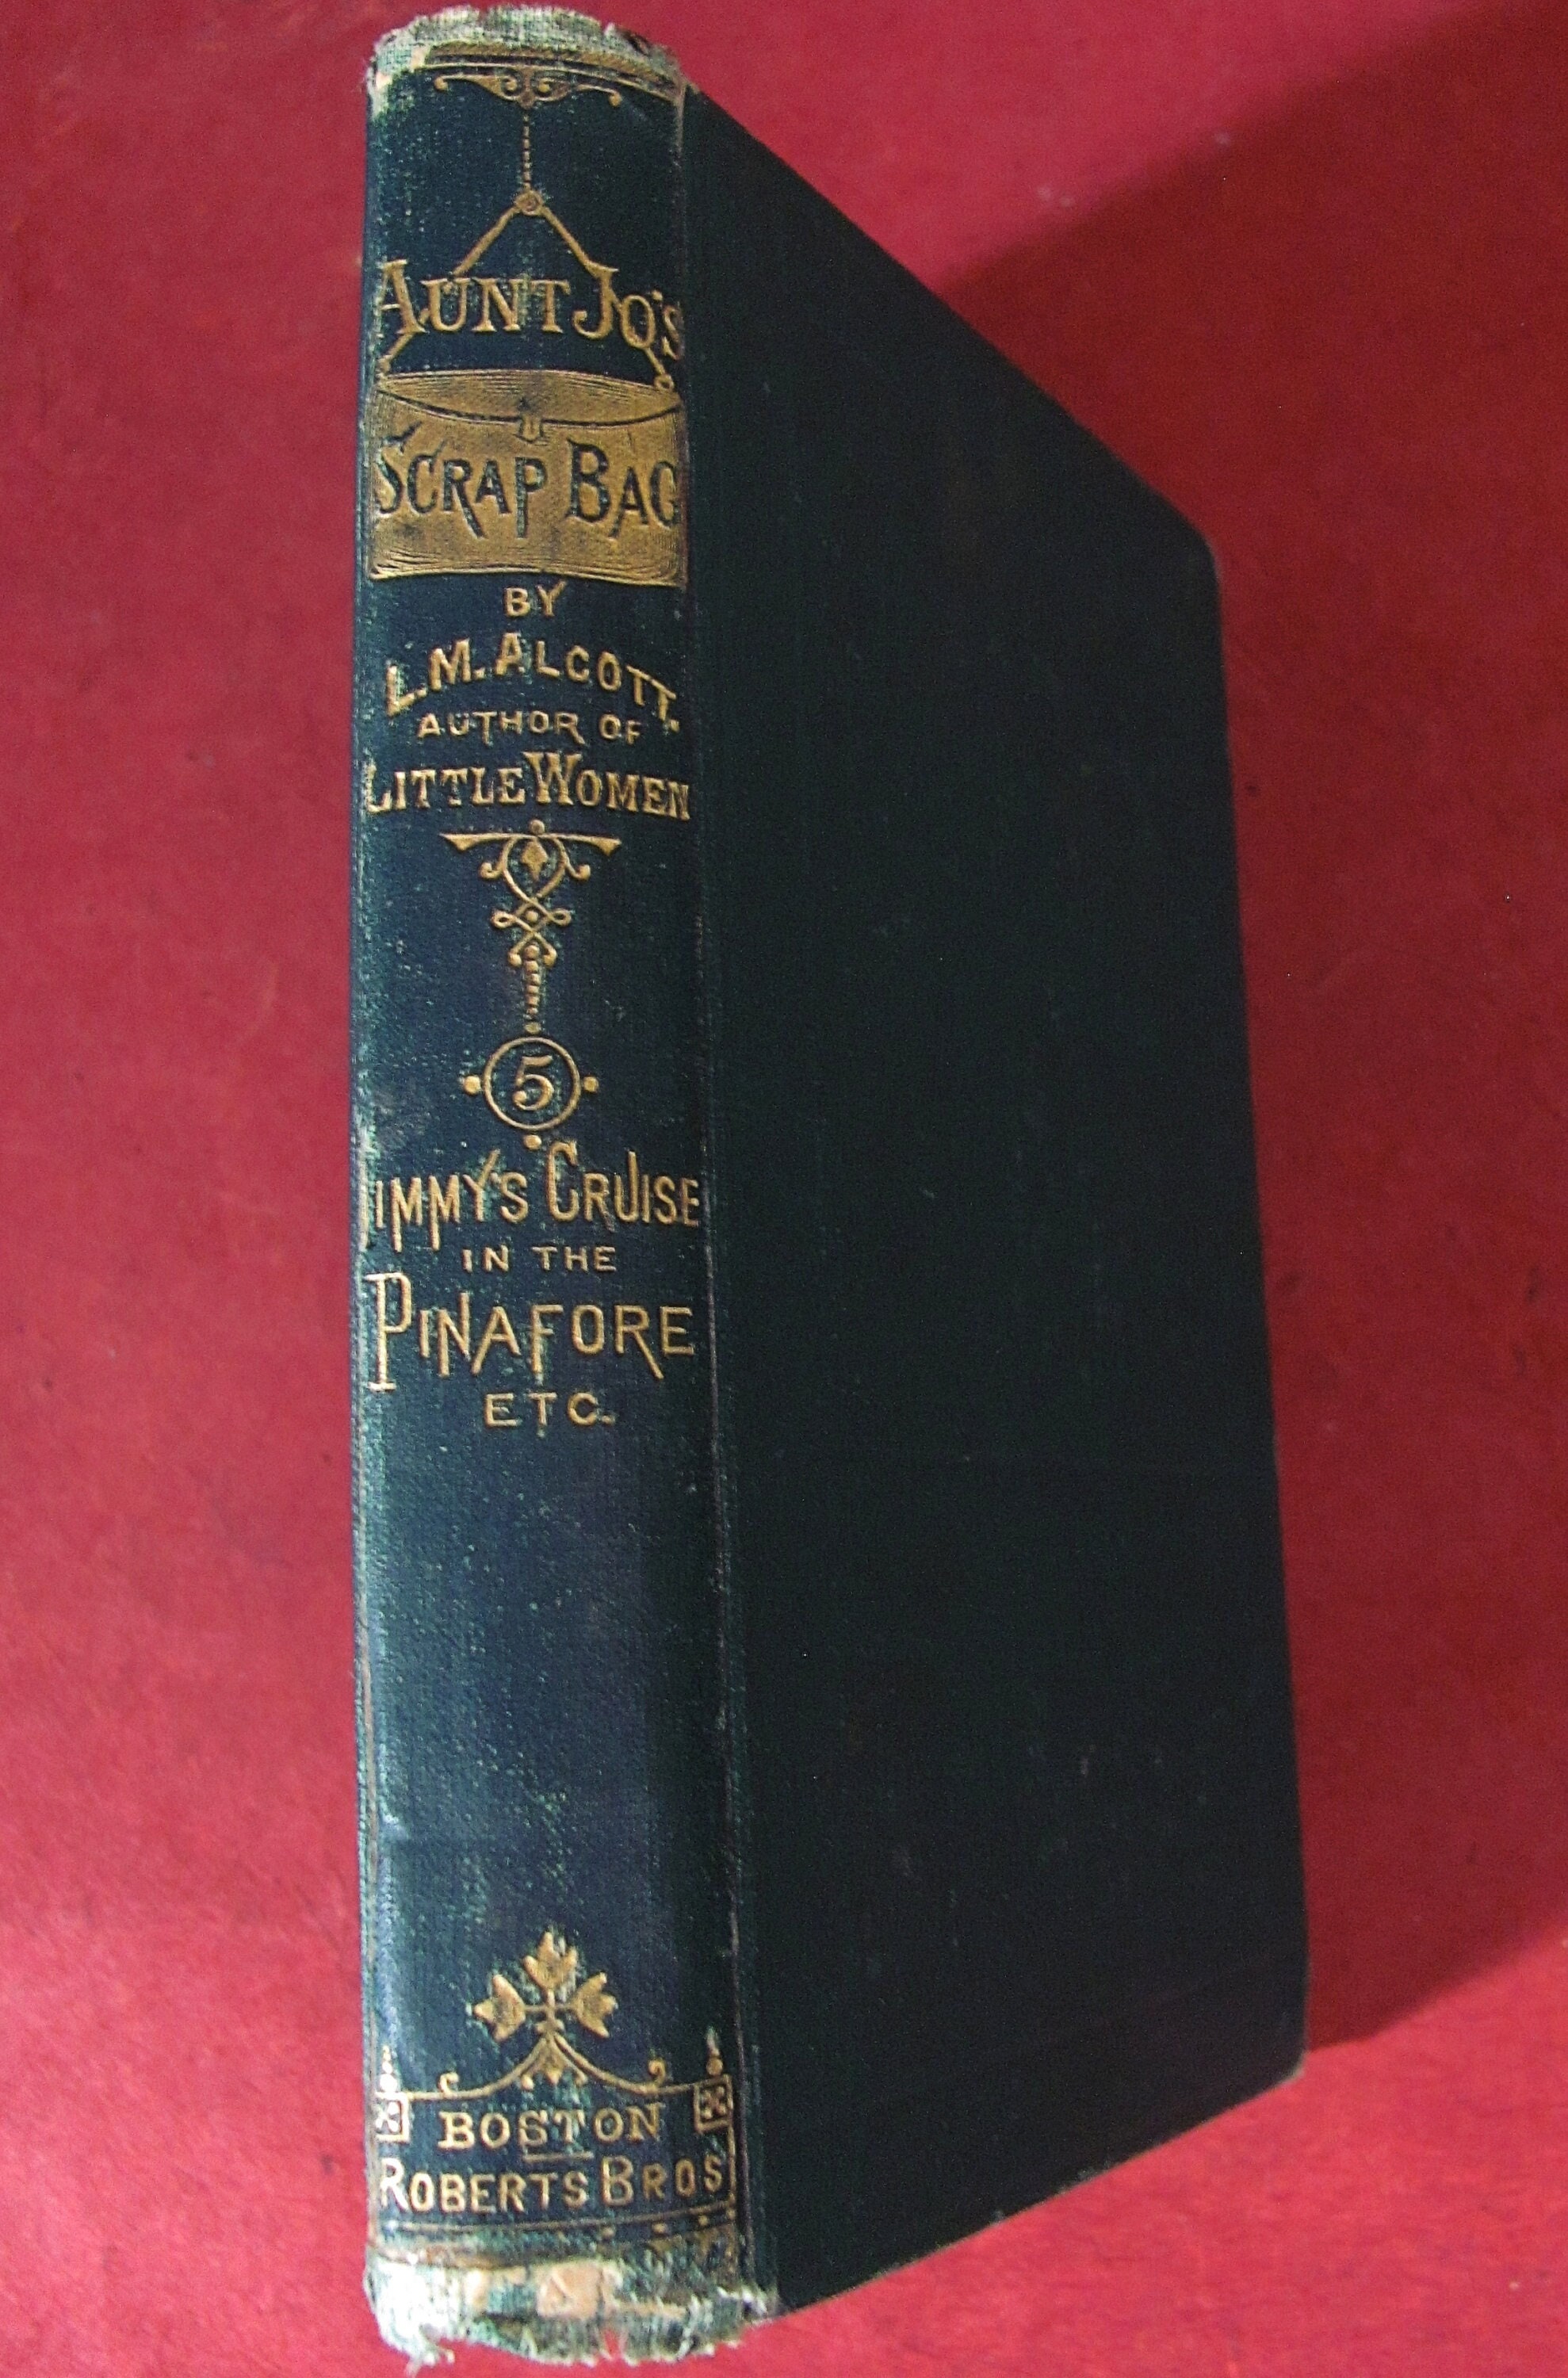 AUNT JO'S
SCRAP BAG
BY
L.M. ALCOTT.
AUTHOR OF
LITTLE WOMEN
5
JIMMY'S CRUISE
IN THE
PINAFORE
ETC.
BOSTON
ROBERTS BROS